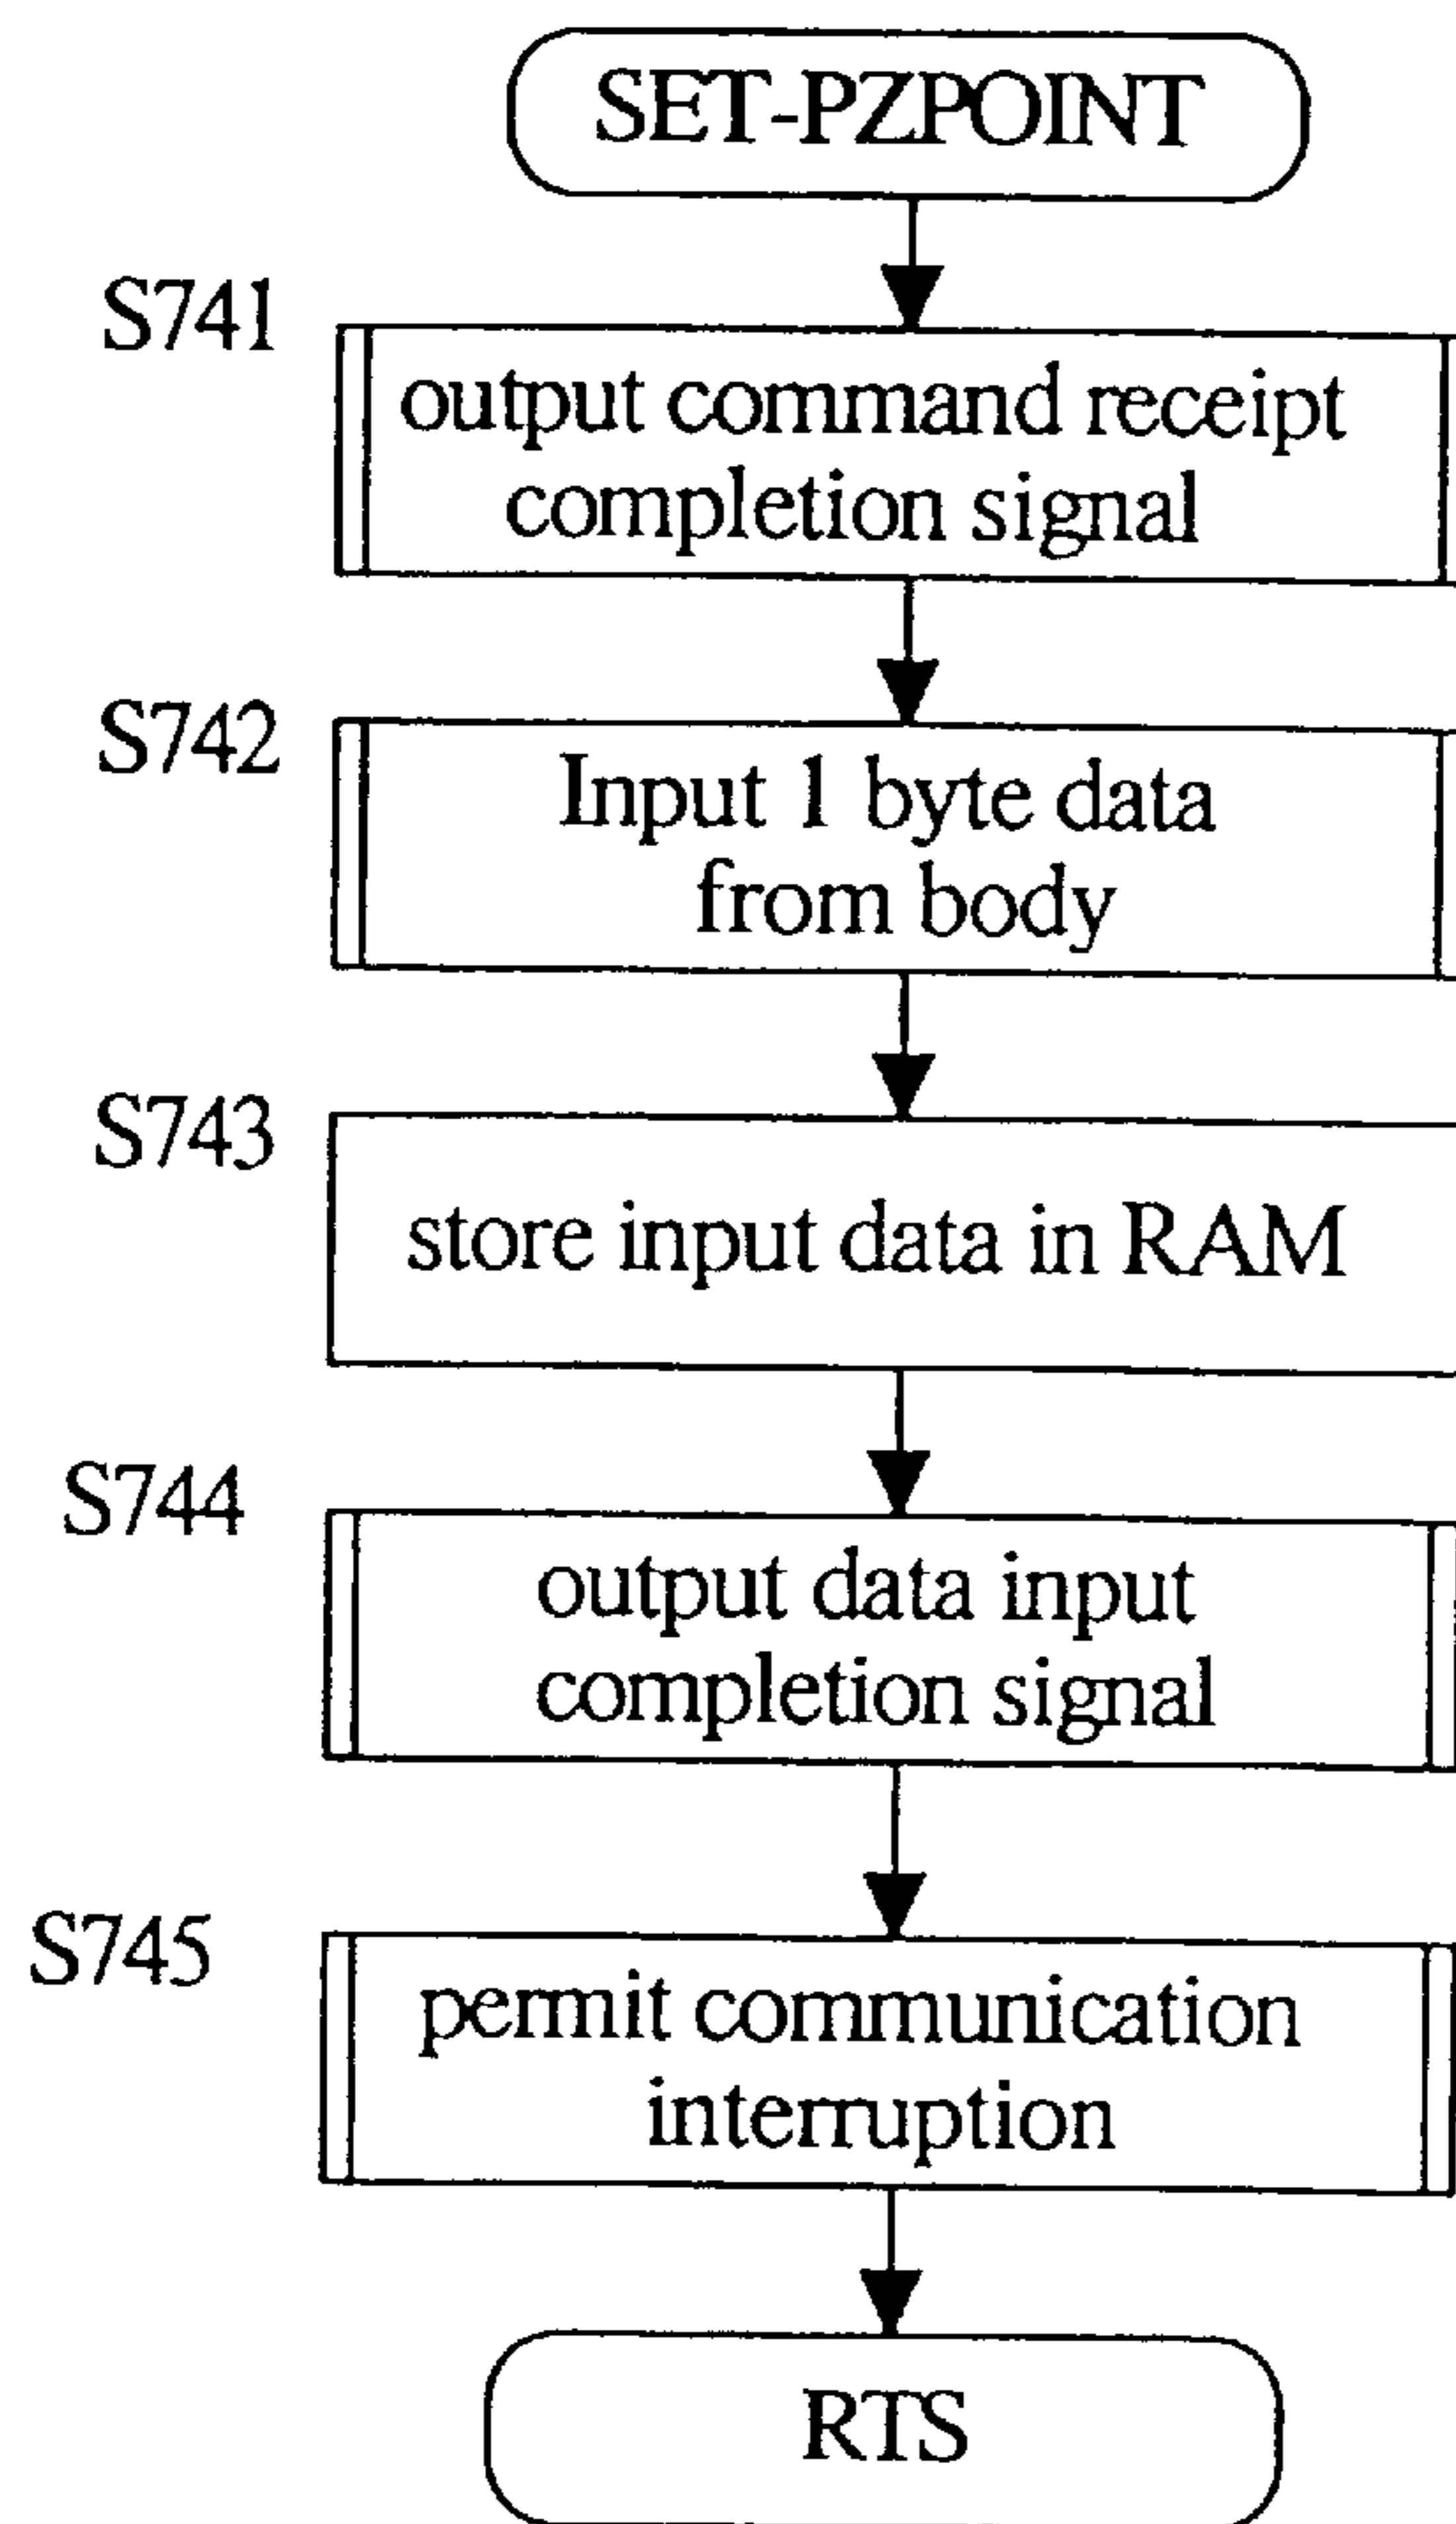 SET-PZPOINT
S741
output command receipt
completion signal
S742
Input 1 byte data
from body
S743
store input data in RAM
S744
output data input
completion signal
S745
permit communication
interruption
RTS